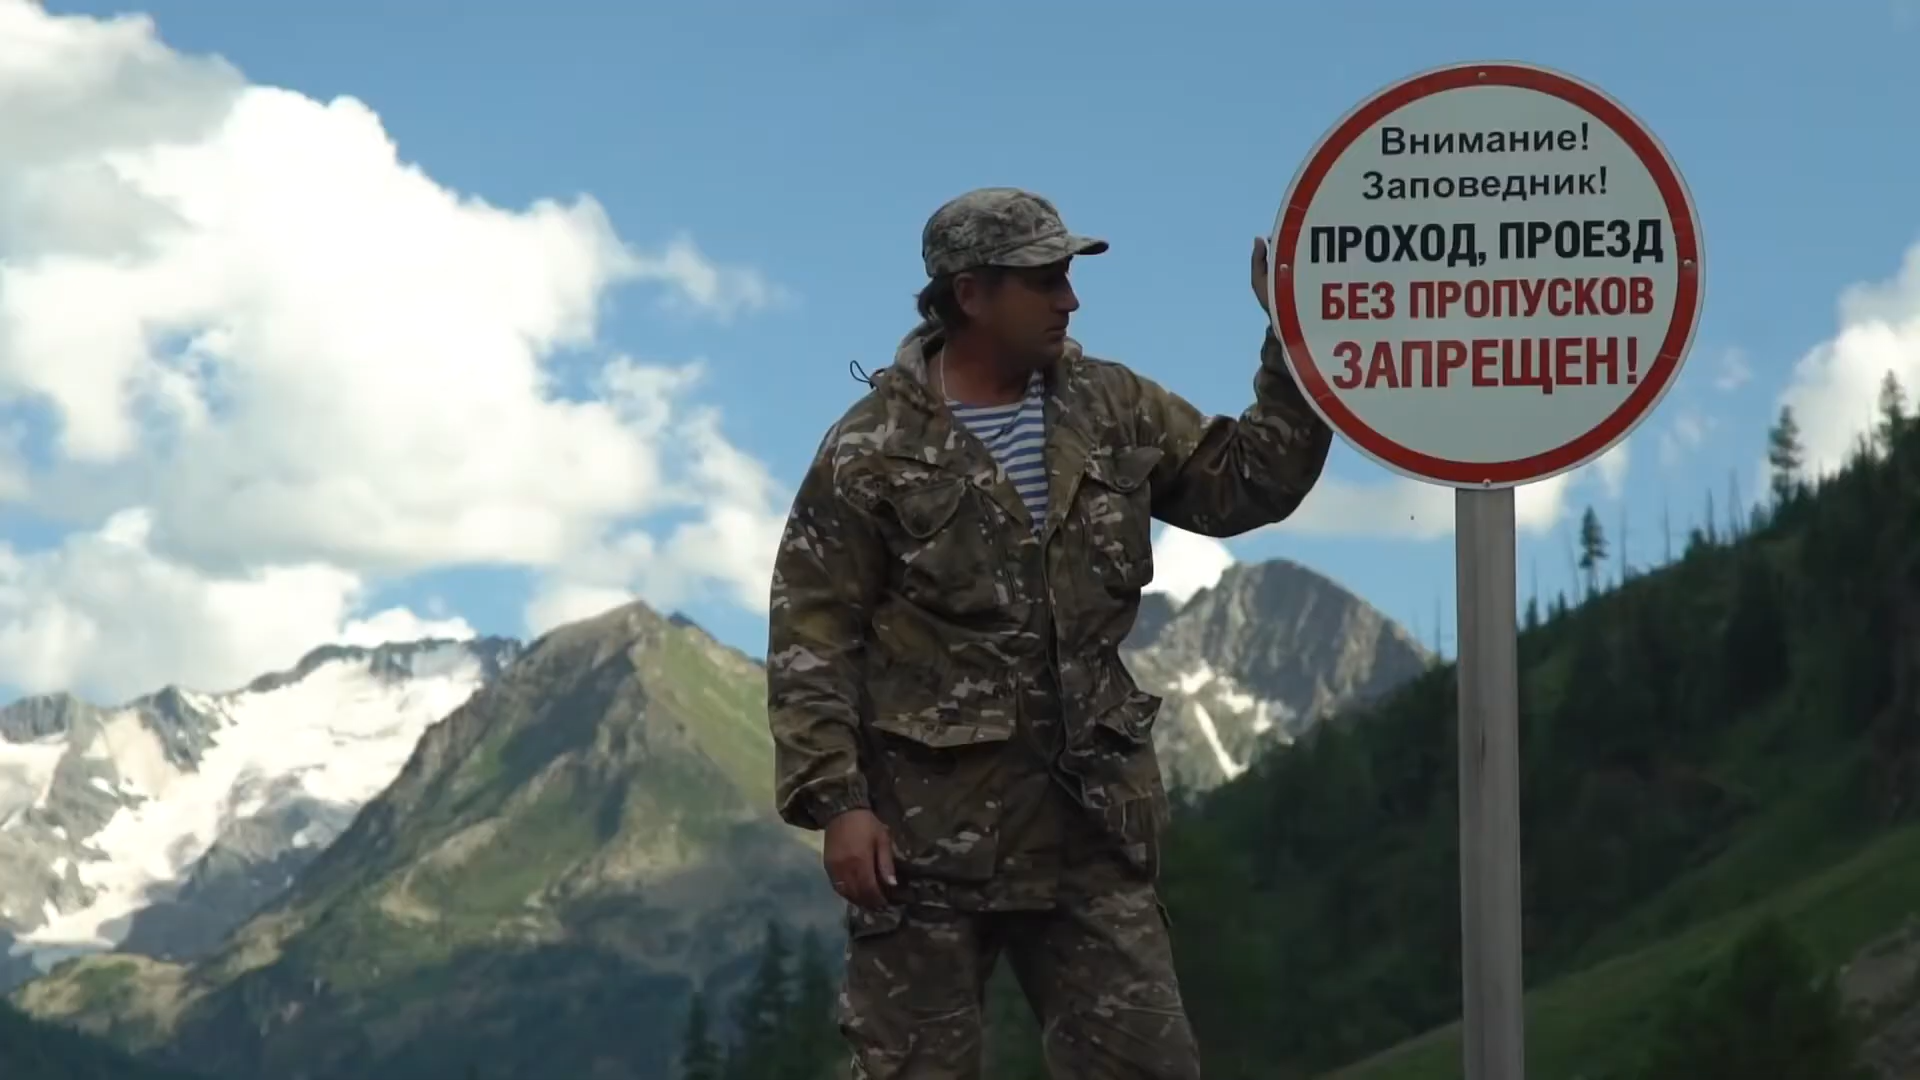 Внимание!
Заповедник!
ПРОХОД, ПРОЕЗД
БЕЗ ПРОПУСКОВ
ЗАПРЕЩЕН!